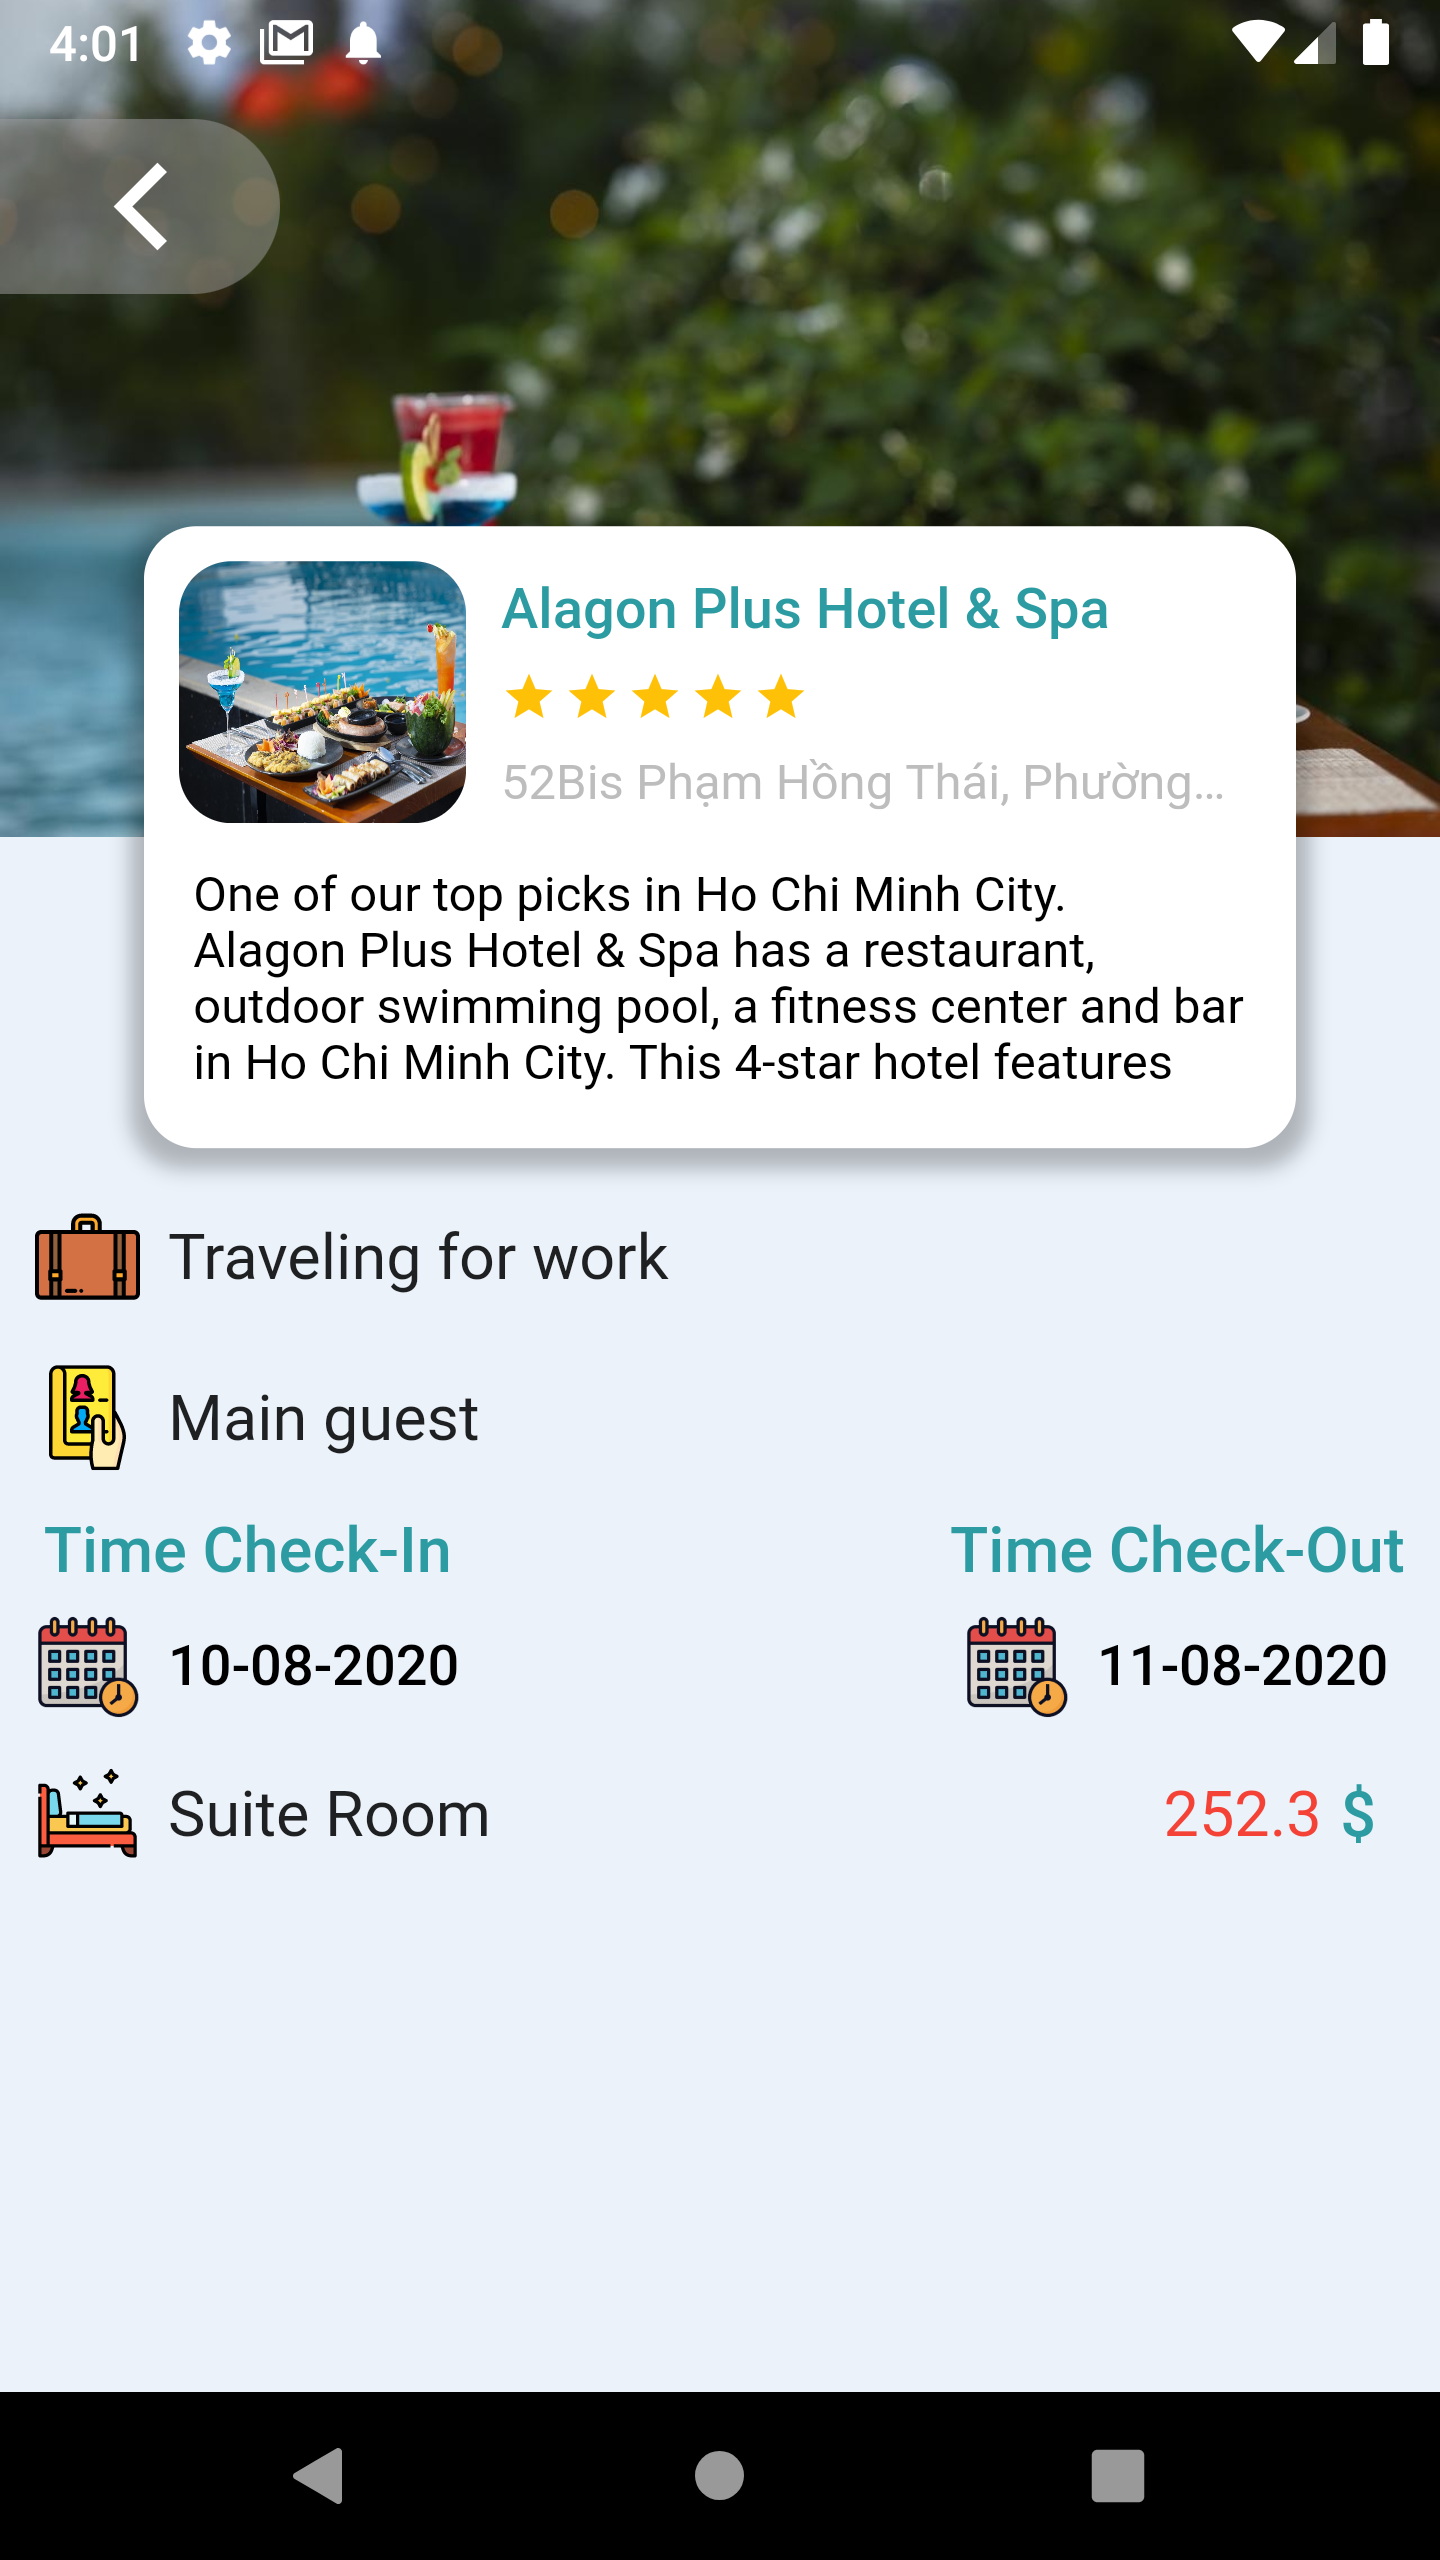 4:01
Alagon Plus Hotel & Spa
52Bis Phạm Hồng Thái, Phường...
One of our top picks in Ho Chi Minh City.
Alagon Plus Hotel & Spa has a restaurant,
outdoor swimming pool, a fitness center and bar
in Ho Chi Minh City. This 4-star hotel features
Traveling for work
Main guest
Time Check-In Time Check-Out
10-08-2020 11-08-2020
Suite Room 252.3 $